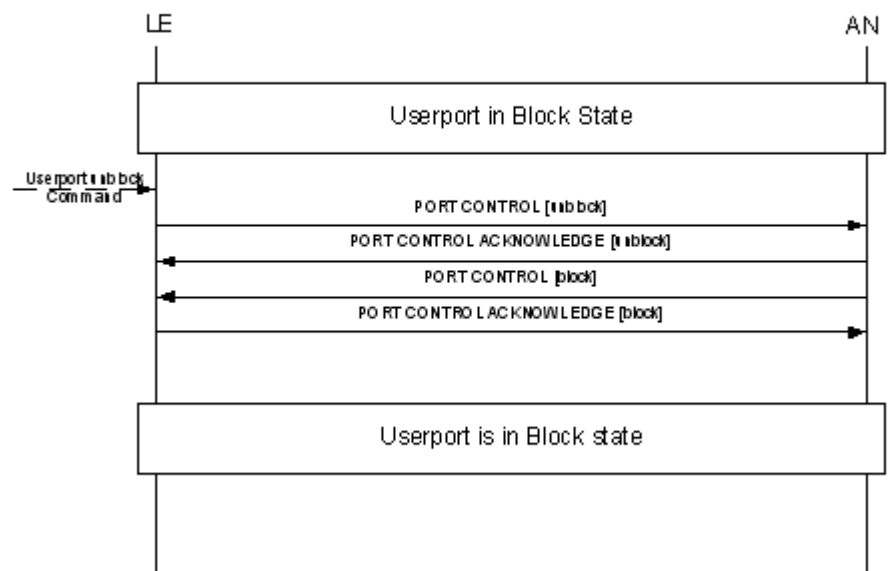 LE
AN
Userport in Block State
Userport unblock
Command
PORT CONTROL [unblock]
PORT CONTROL ACKNOWLEDGE [unblock]
PORT CONTROL [block]
PORT CONTROL ACKNOWLEDGE [block]
Userport is in Block state